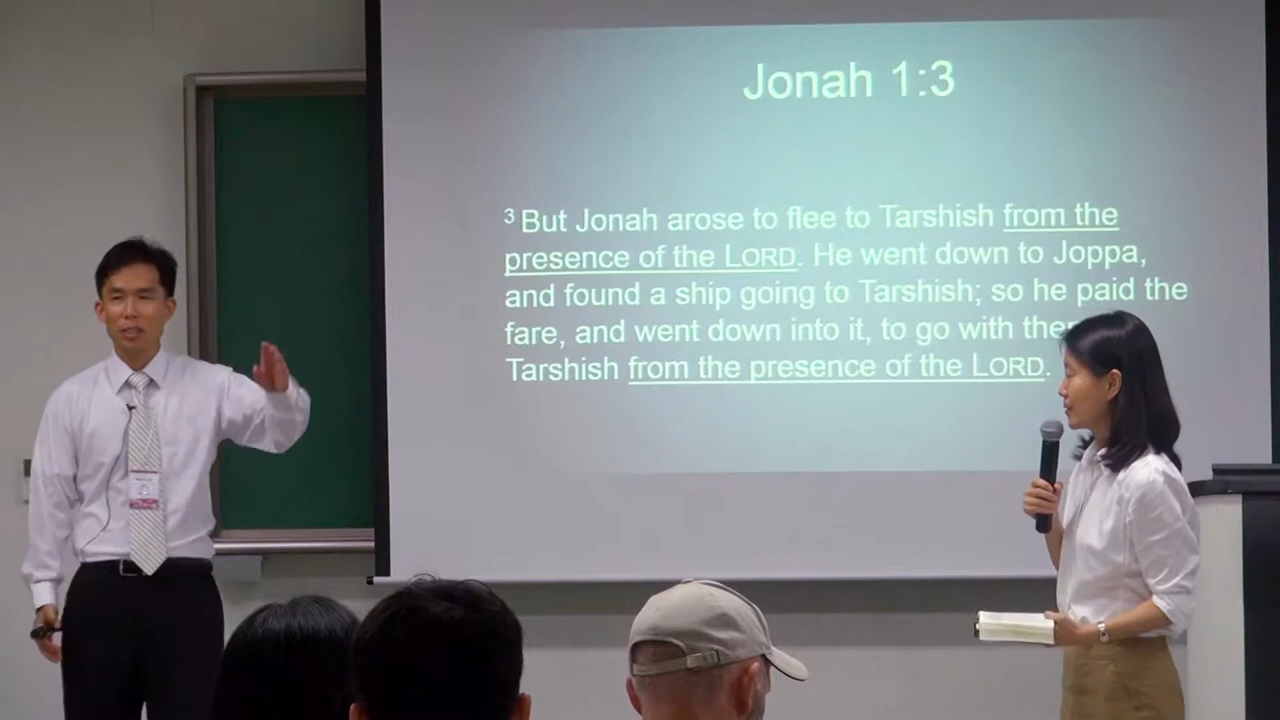 Jonah 1:3
3 But Jonah arose to flee to Tarshish from the
presence of the LORD. He went down to Joppa,
and found a ship going to Tarshish; so he paid the
fare, and went down into it, to go with
Tarshish from the presence of the LORD.